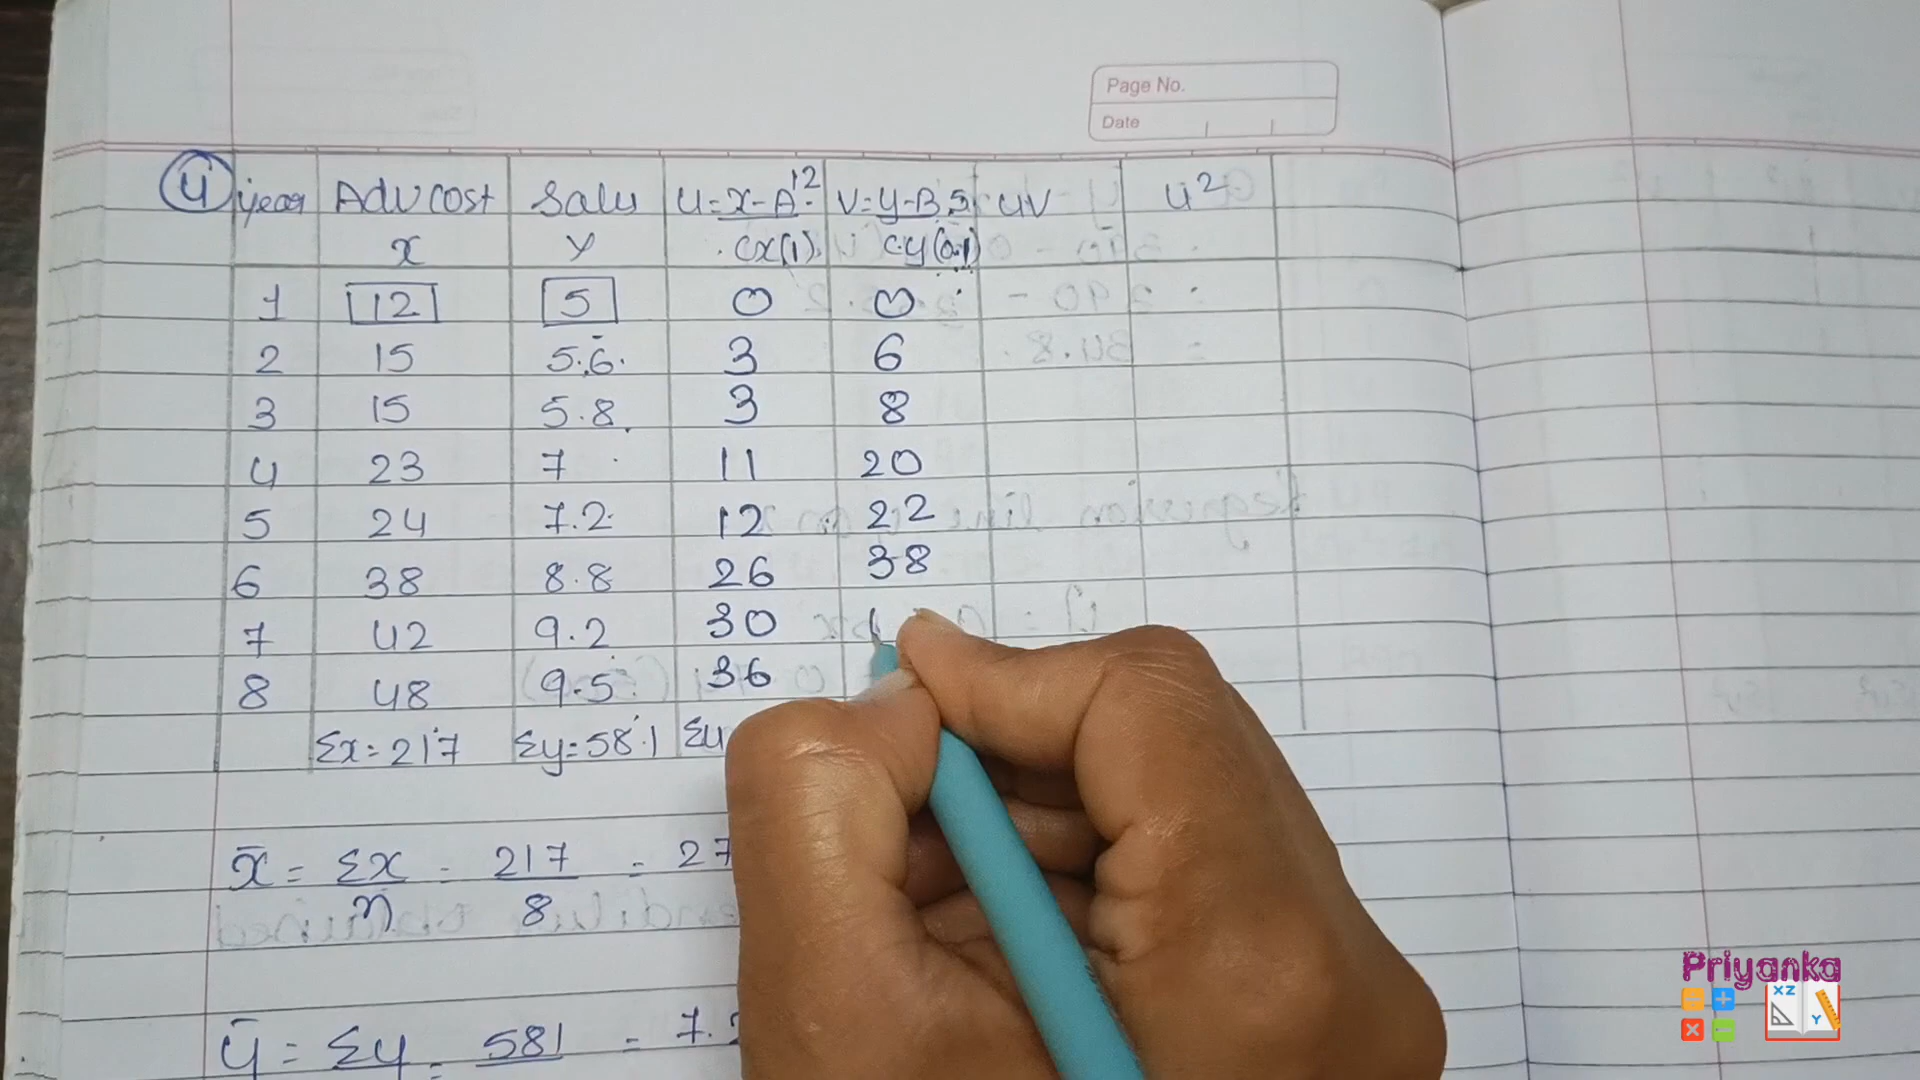 Page No.
Date
4 year Adv cost Sales U=x-A 12 V=y-B 5 UV U²
x y Cx(1) Cy(0.1)
1 12 5 0 0
2 15 5.6 3 6
3 15 5.8 3 8
4 23 7 11 20
5 24 7.2 12 22
6 38 8.8 26 38
7 42 9.2 30
8 48 9.5 36
Σx=217 Σy=58.1 Σu
x̄ = Σx = 217 = 27
n 8
ȳ = Σy = 581 = 7.
Priyanka
XZ
Y